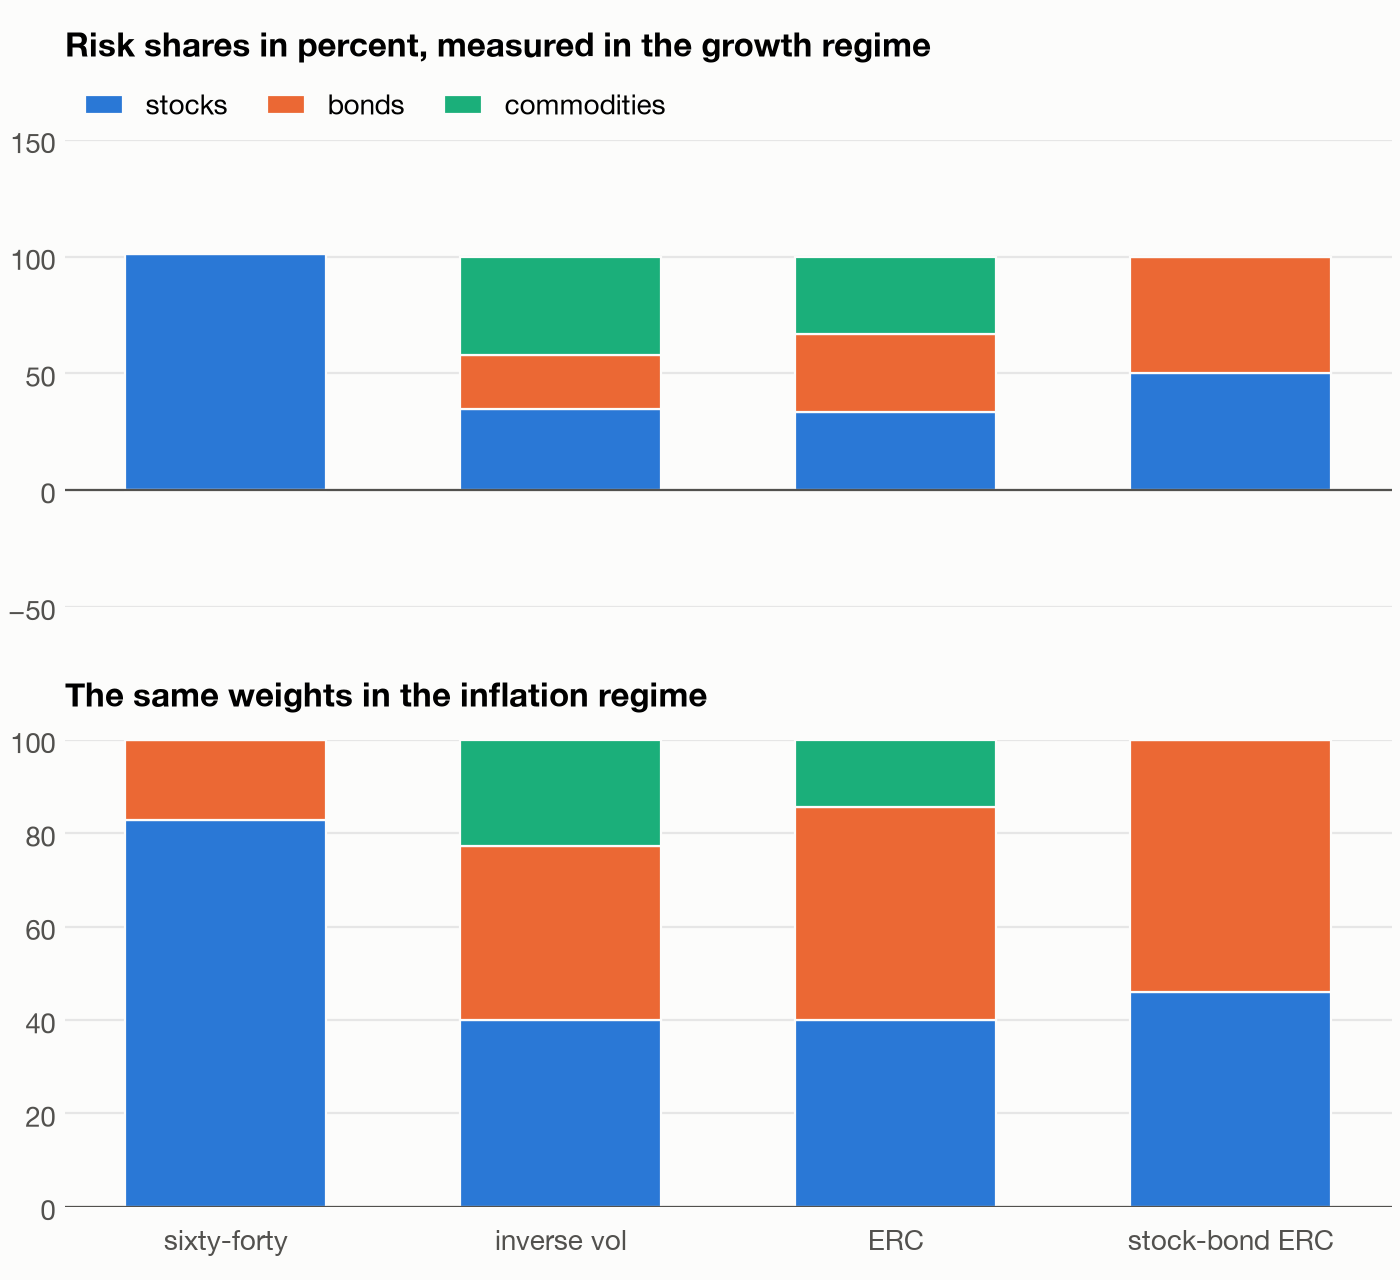 Risk shares in percent, measured in the growth regime
stocks bonds commodities
150
100
50
0
−50
The same weights in the inflation regime
100
80
60
40
20
0
sixty-forty inverse vol ERC stock-bond ERC